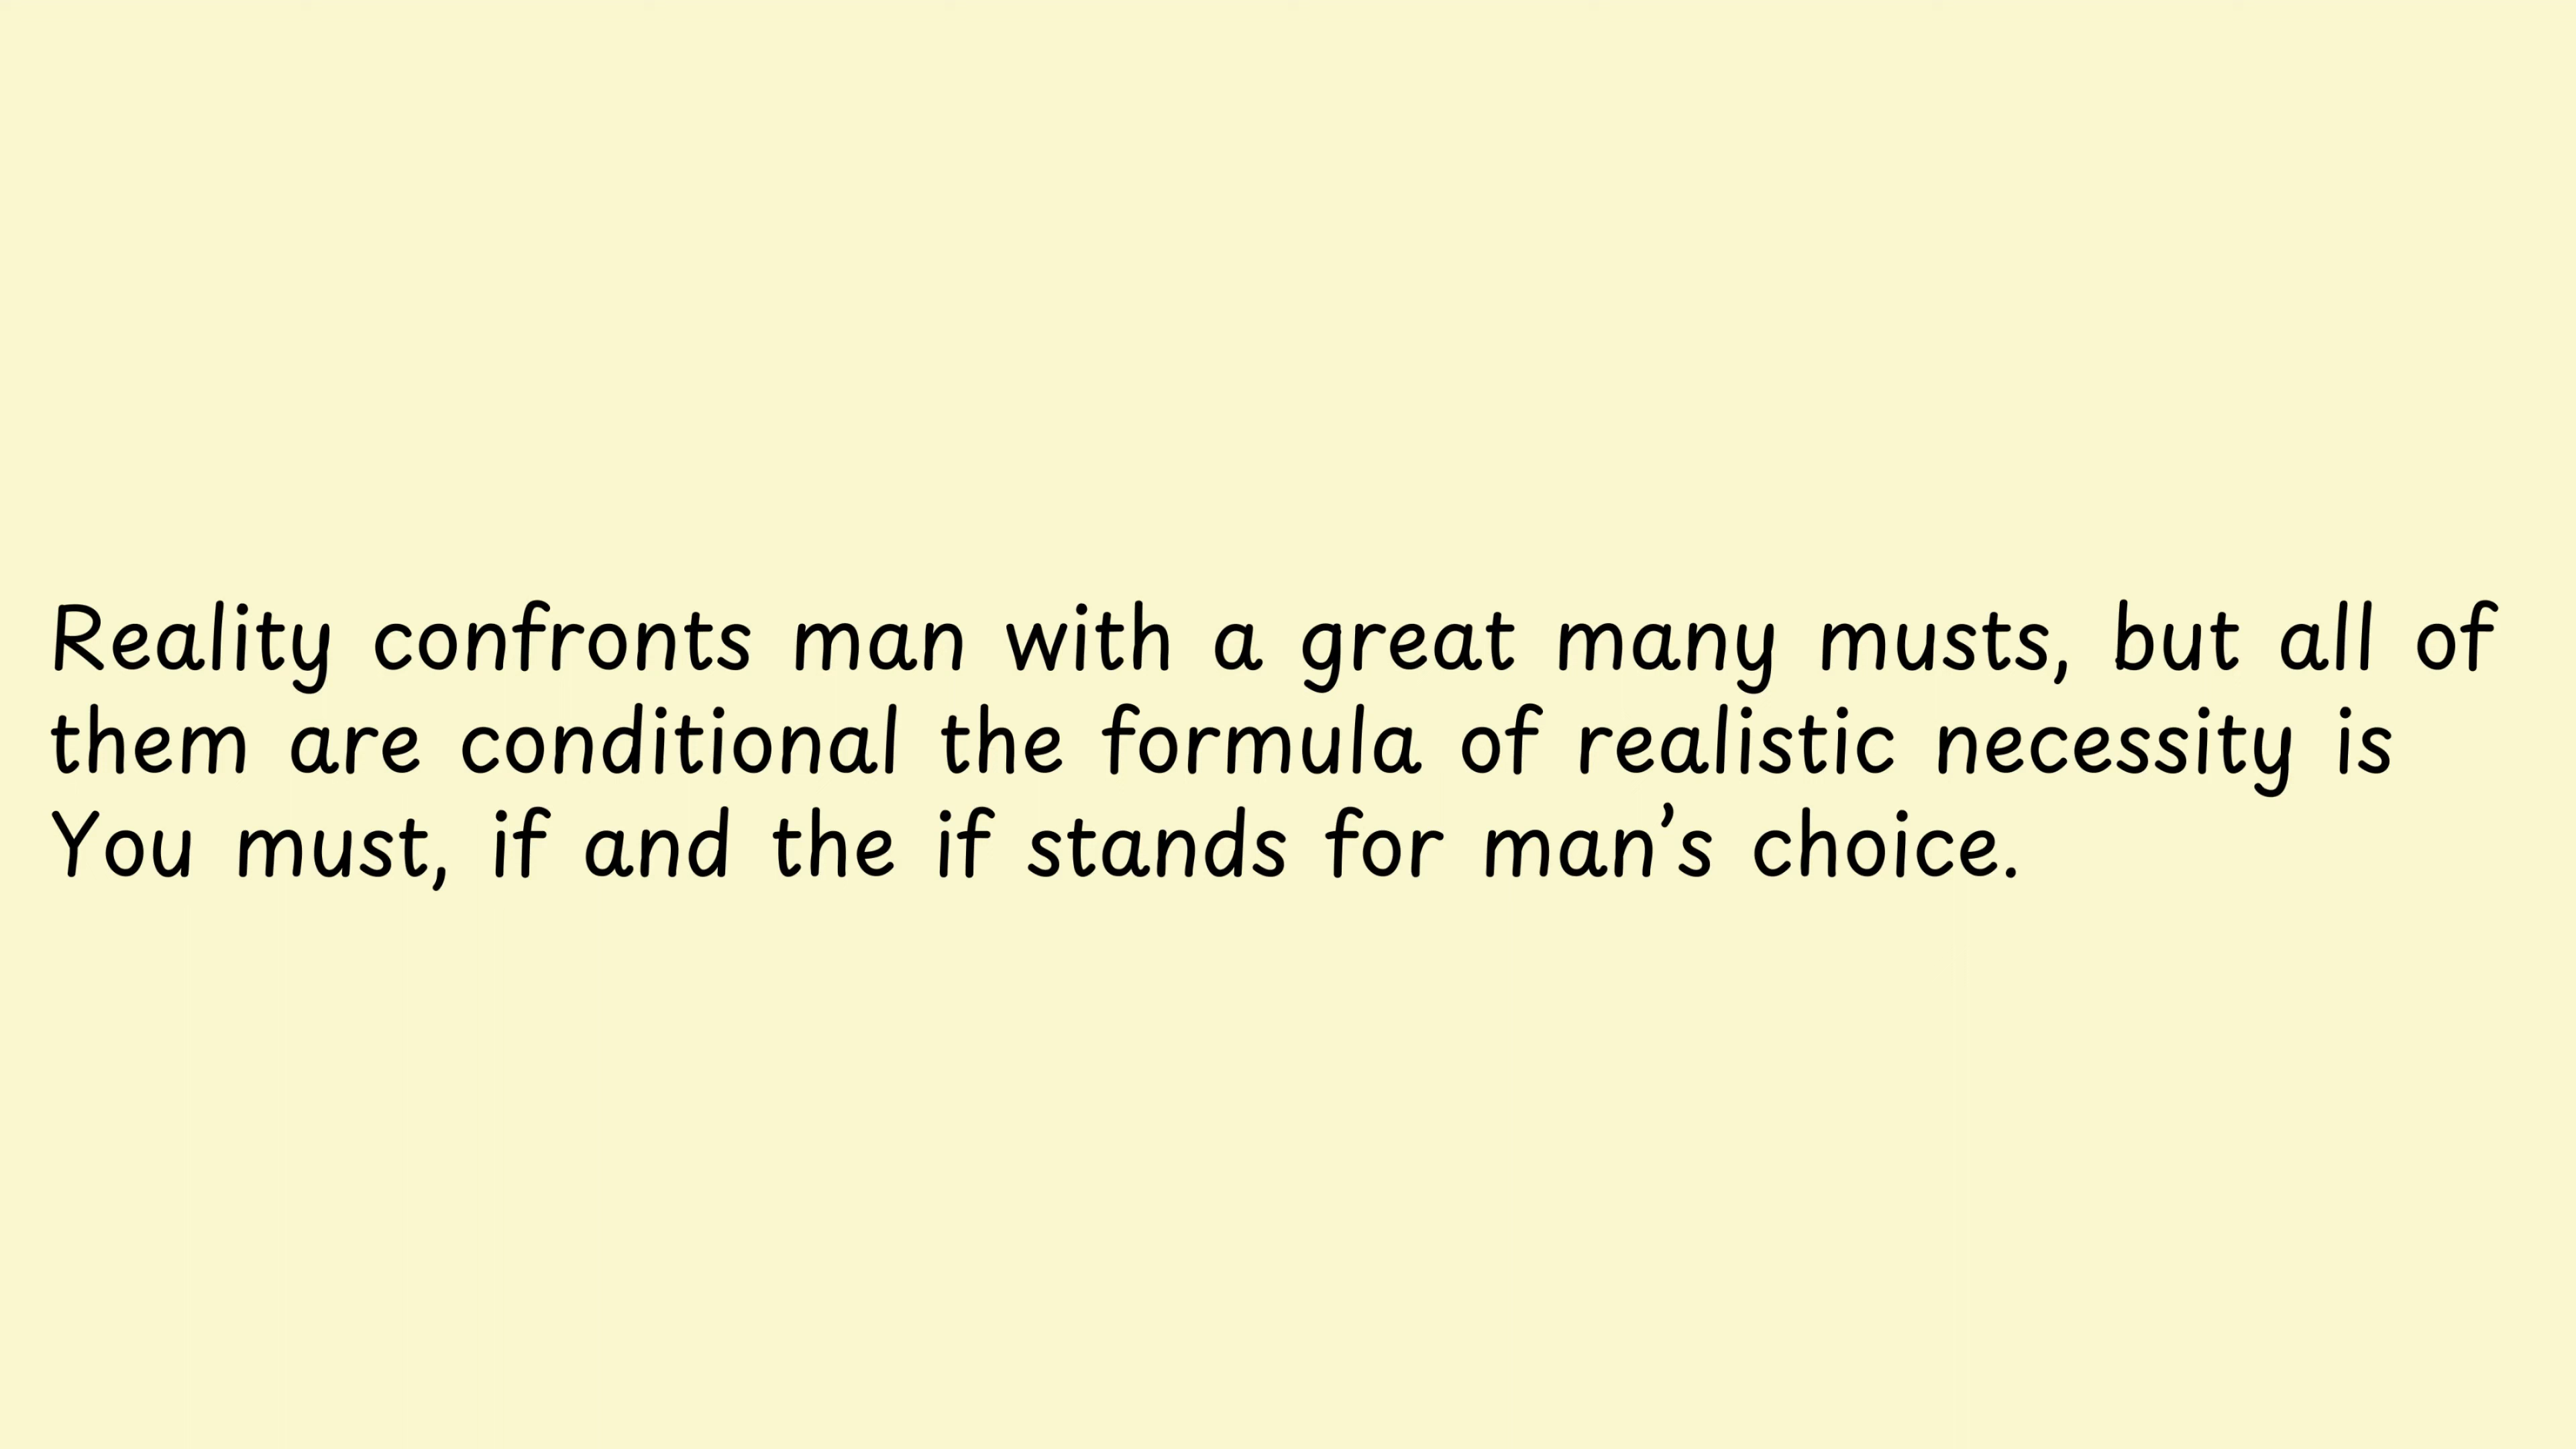 Reality confronts man with a great many musts, but all of
them are conditional the formula of realistic necessity is
You must, if and the if stands for man’s choice.